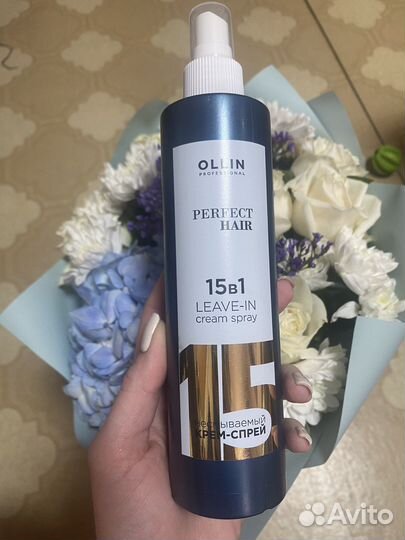 OLLIN
PROFESSIONAL
PERFECT
HAIR
15в1
LEAVE-IN
cream spray
15
несмываемый
КРЕМ-СПРЕЙ
Avito